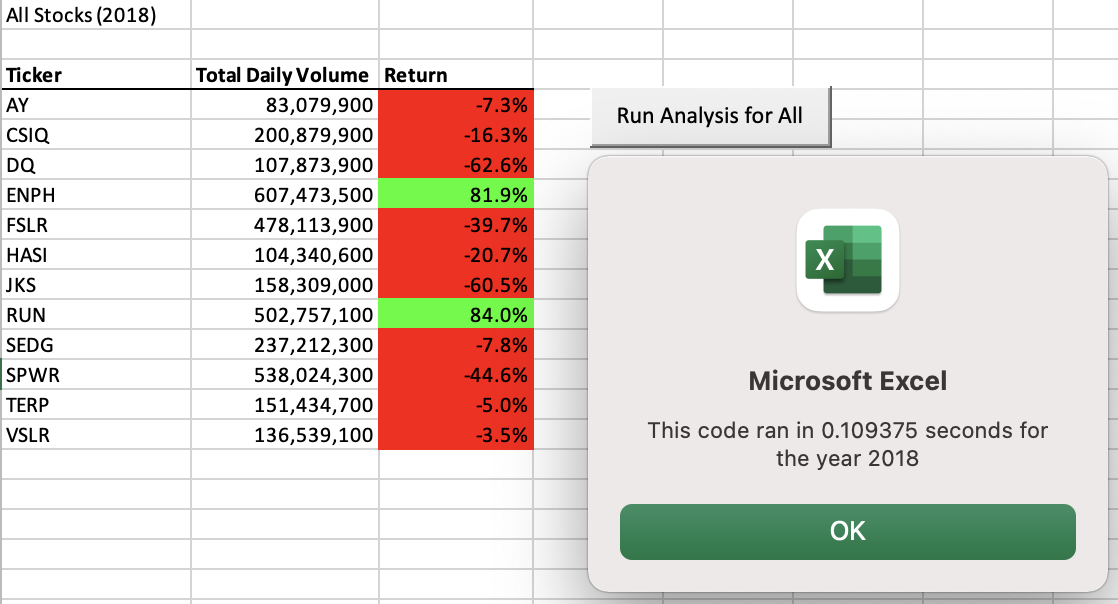 All Stocks (2018)
Ticker Total Daily Volume Return
AY 83,079,900 -7.3%
CSIQ 200,879,900 -16.3%
DQ 107,873,900 -62.6%
ENPH 607,473,500 81.9%
FSLR 478,113,900 -39.7%
HASI 104,340,600 -20.7%
JKS 158,309,000 -60.5%
RUN 502,757,100 84.0%
SEDG 237,212,300 -7.8%
SPWR 538,024,300 -44.6%
TERP 151,434,700 -5.0%
VSLR 136,539,100 -3.5%
Run Analysis for All
X
Microsoft Excel
This code ran in 0.109375 seconds for
the year 2018
OK